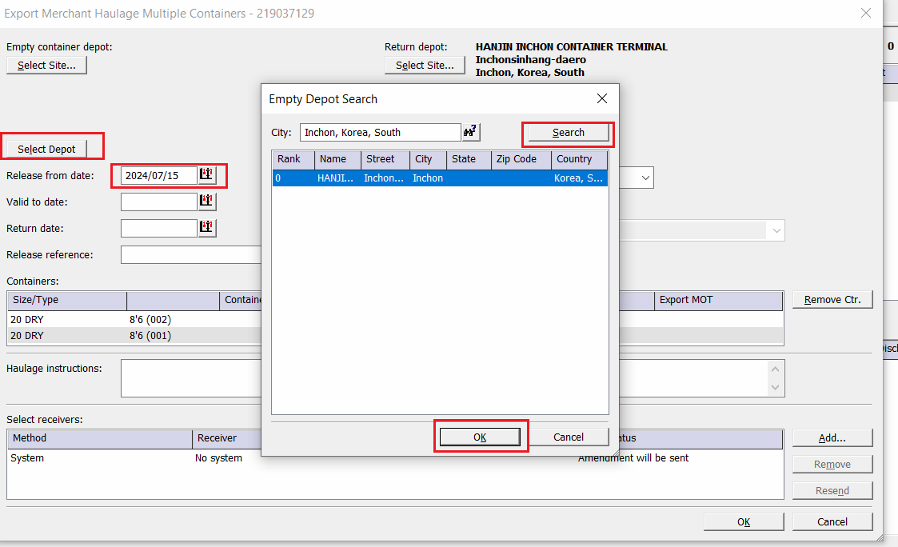 Export Merchant Haulage Multiple Containers - 219037129
Empty container depot:
Select Site...
Return depot:
Select Site...
HANJIN INCHON CONTAINER TERMINAL
Inchonsinhang-daero
Inchon, Korea, South
0
Select Depot
Release from date: 2024/07/15
Valid to date:
Return date:
Release reference:
Empty Depot Search
City: Inchon, Korea, South
Search
Rank Name Street City State Zip Code Country
0 HANJI... Inchon... Inchon Korea, S...
OK Cancel
Containers:
Size/Type Export MOT
20 DRY 8'6 (002)
20 DRY 8'6 (001)
Remove Ctr.
Haulage instructions:
Select receivers:
Method Receiver
System No system Amendment will be sent
Add...
Remove
Resend
OK Cancel